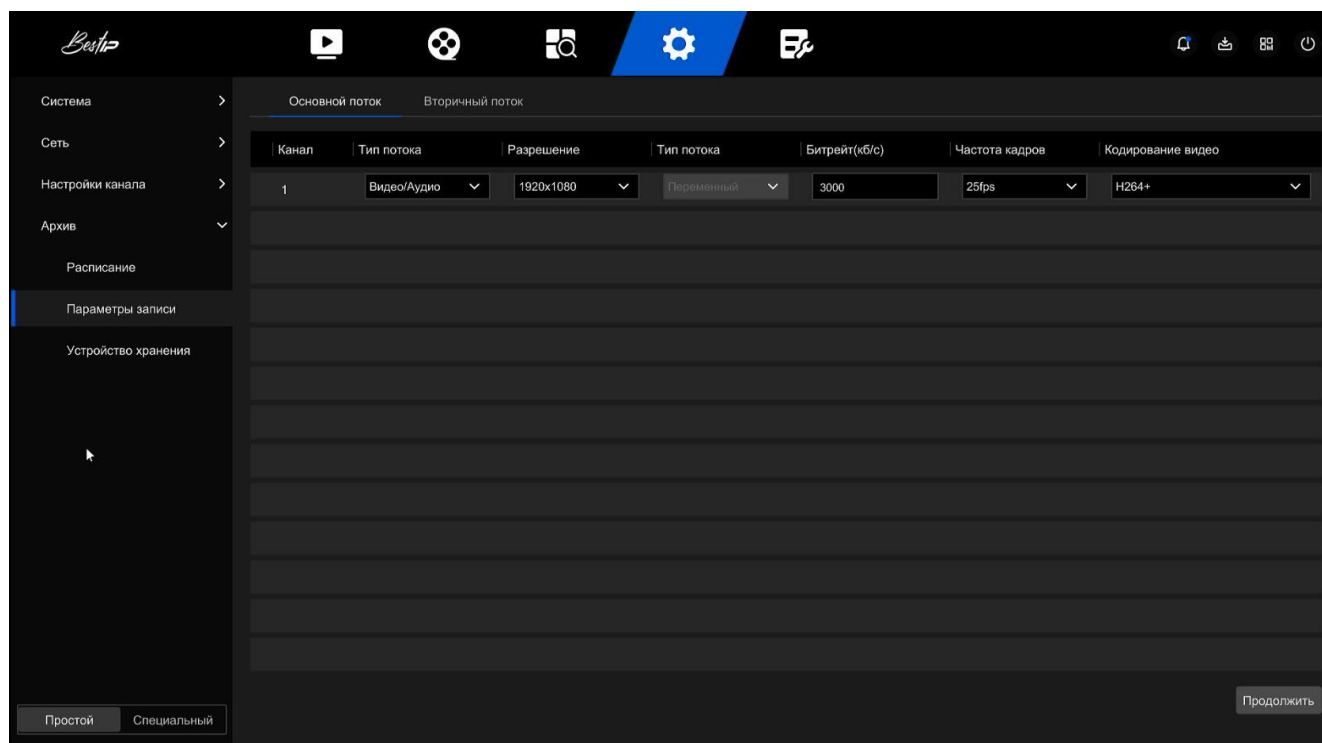 BestIP
Система
Сеть
Настройки канала
Архив
Расписание
Параметры записи
Устройство хранения
Простой Специальный
Основной поток Вторичный поток
Канал Тип потока Разрешение Тип потока Битрейт(кб/с) Частота кадров Кодирование видео
1 Видео/Аудио 1920x1080 Переменный 3000 25fps H264+
Продолжить